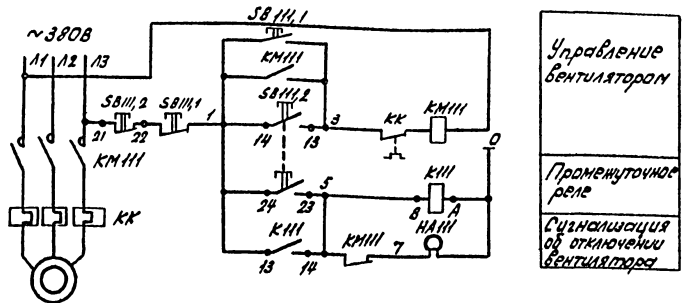 ~380В
Л1 Л2 Л3
SB111,1
КМ111
SB111,2
SB111,2 SB111,1
21 22 1
14 13 3
КК КМ111
0
КМ111
КК
24 23 5
К111
В А
К111
13 14
КМ111 7 НА111
Управление
вентилятором
Промежуточное
реле
Сигнализация
об отключении
вентилятора